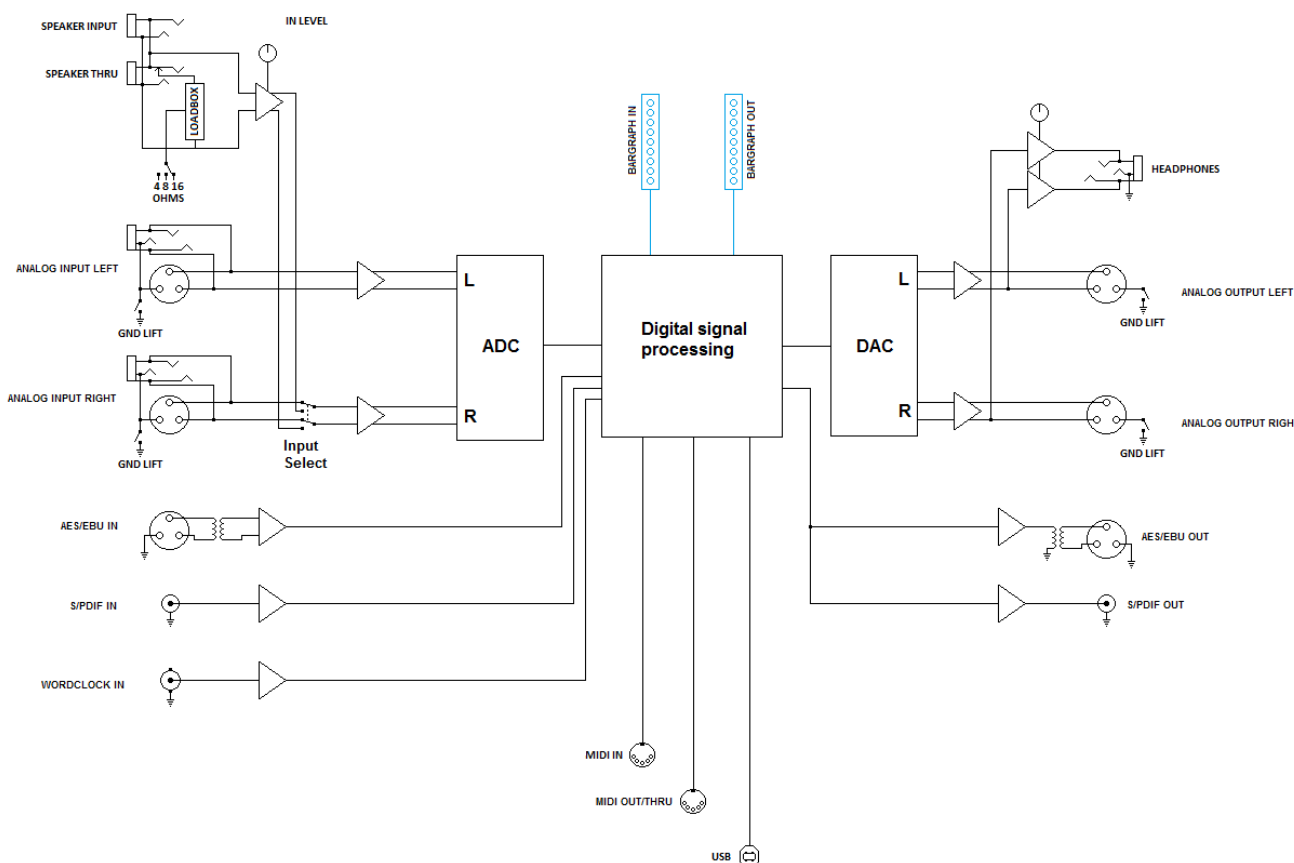 SPEAKER INPUT
IN LEVEL
SPEAKER THRU
LOADBOX
4 8 16
OHMS
BARGRAPH IN
BARGRAPH OUT
HEADPHONES
ANALOG INPUT LEFT
GND LIFT
L
ADC
R
Digital signal
processing
L
DAC
R
ANALOG OUTPUT LEFT
GND LIFT
ANALOG INPUT RIGHT
GND LIFT
Input
Select
ANALOG OUTPUT RIGH
GND LIFT
AES/EBU IN
AES/EBU OUT
S/PDIF IN
S/PDIF OUT
WORDCLOCK IN
MIDI IN
MIDI OUT/THRU
USB